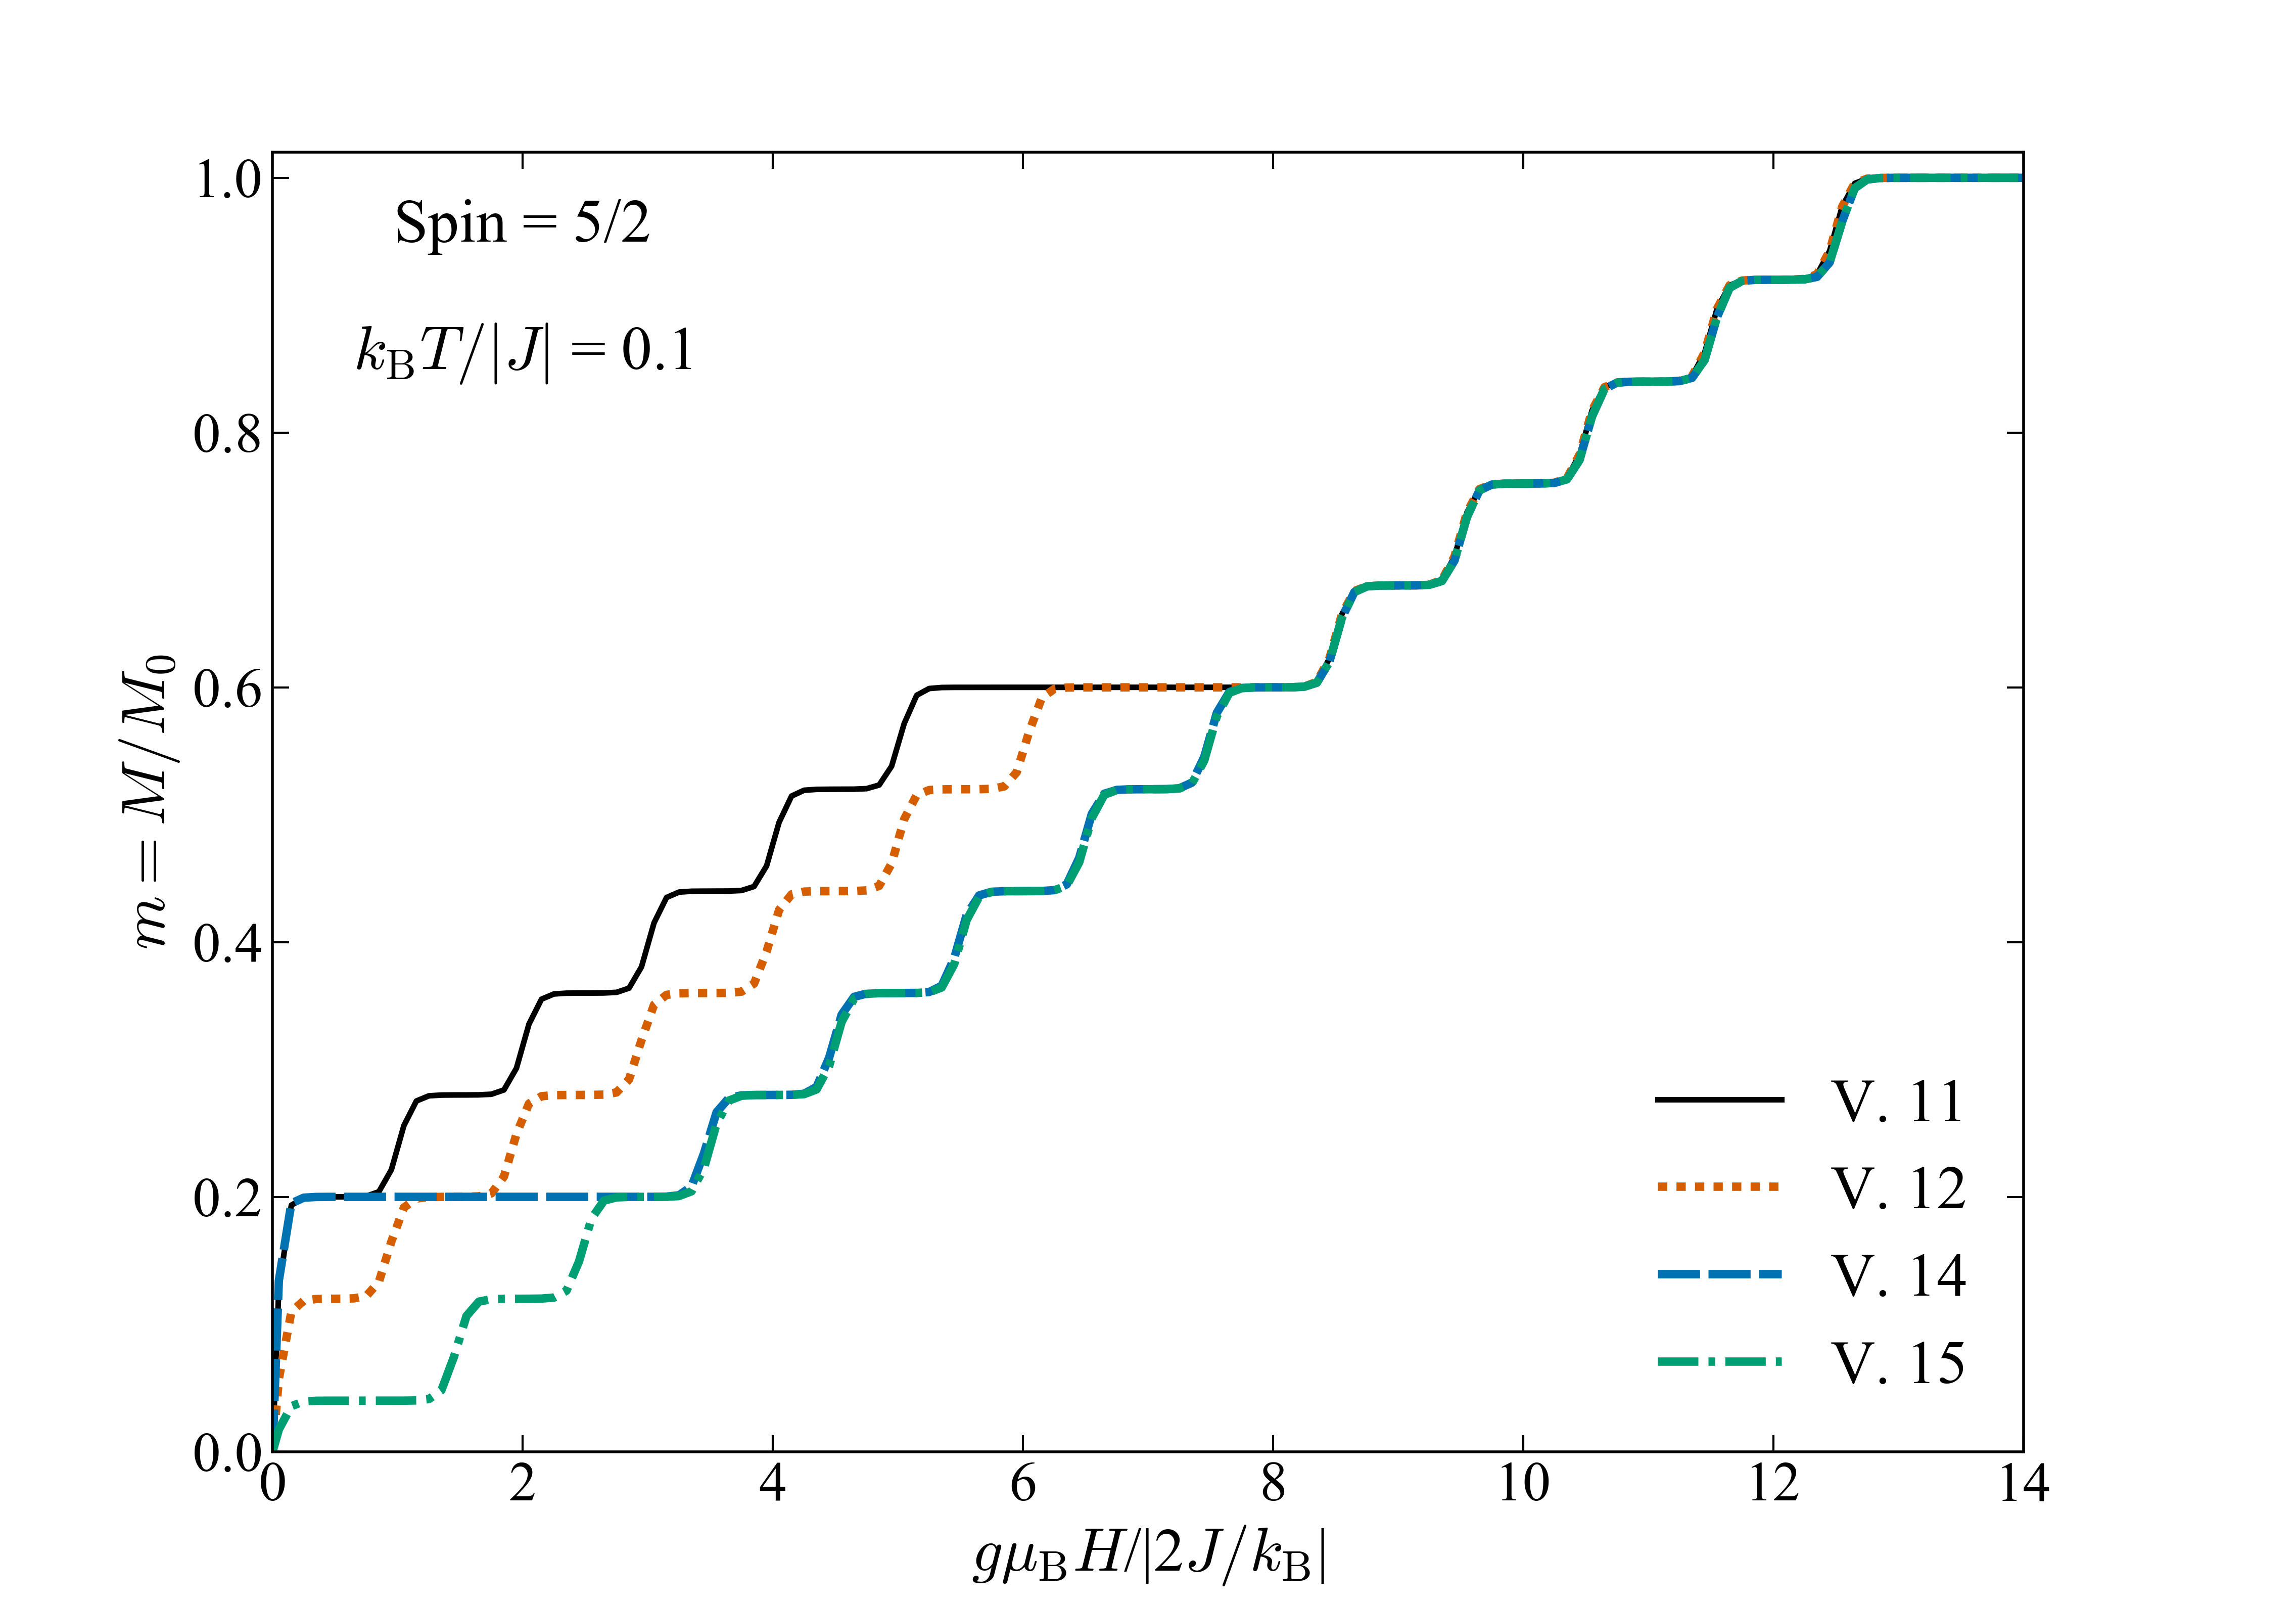 Spin = 5/2
k_B T/|J| = 0.1
1.0
0.8
0.6
0.4
0.2
0.0
m = M/M_0
V. 11
V. 12
V. 14
V. 15
0 2 4 6 8 10 12 14
gμ_B H/|2J/k_B|